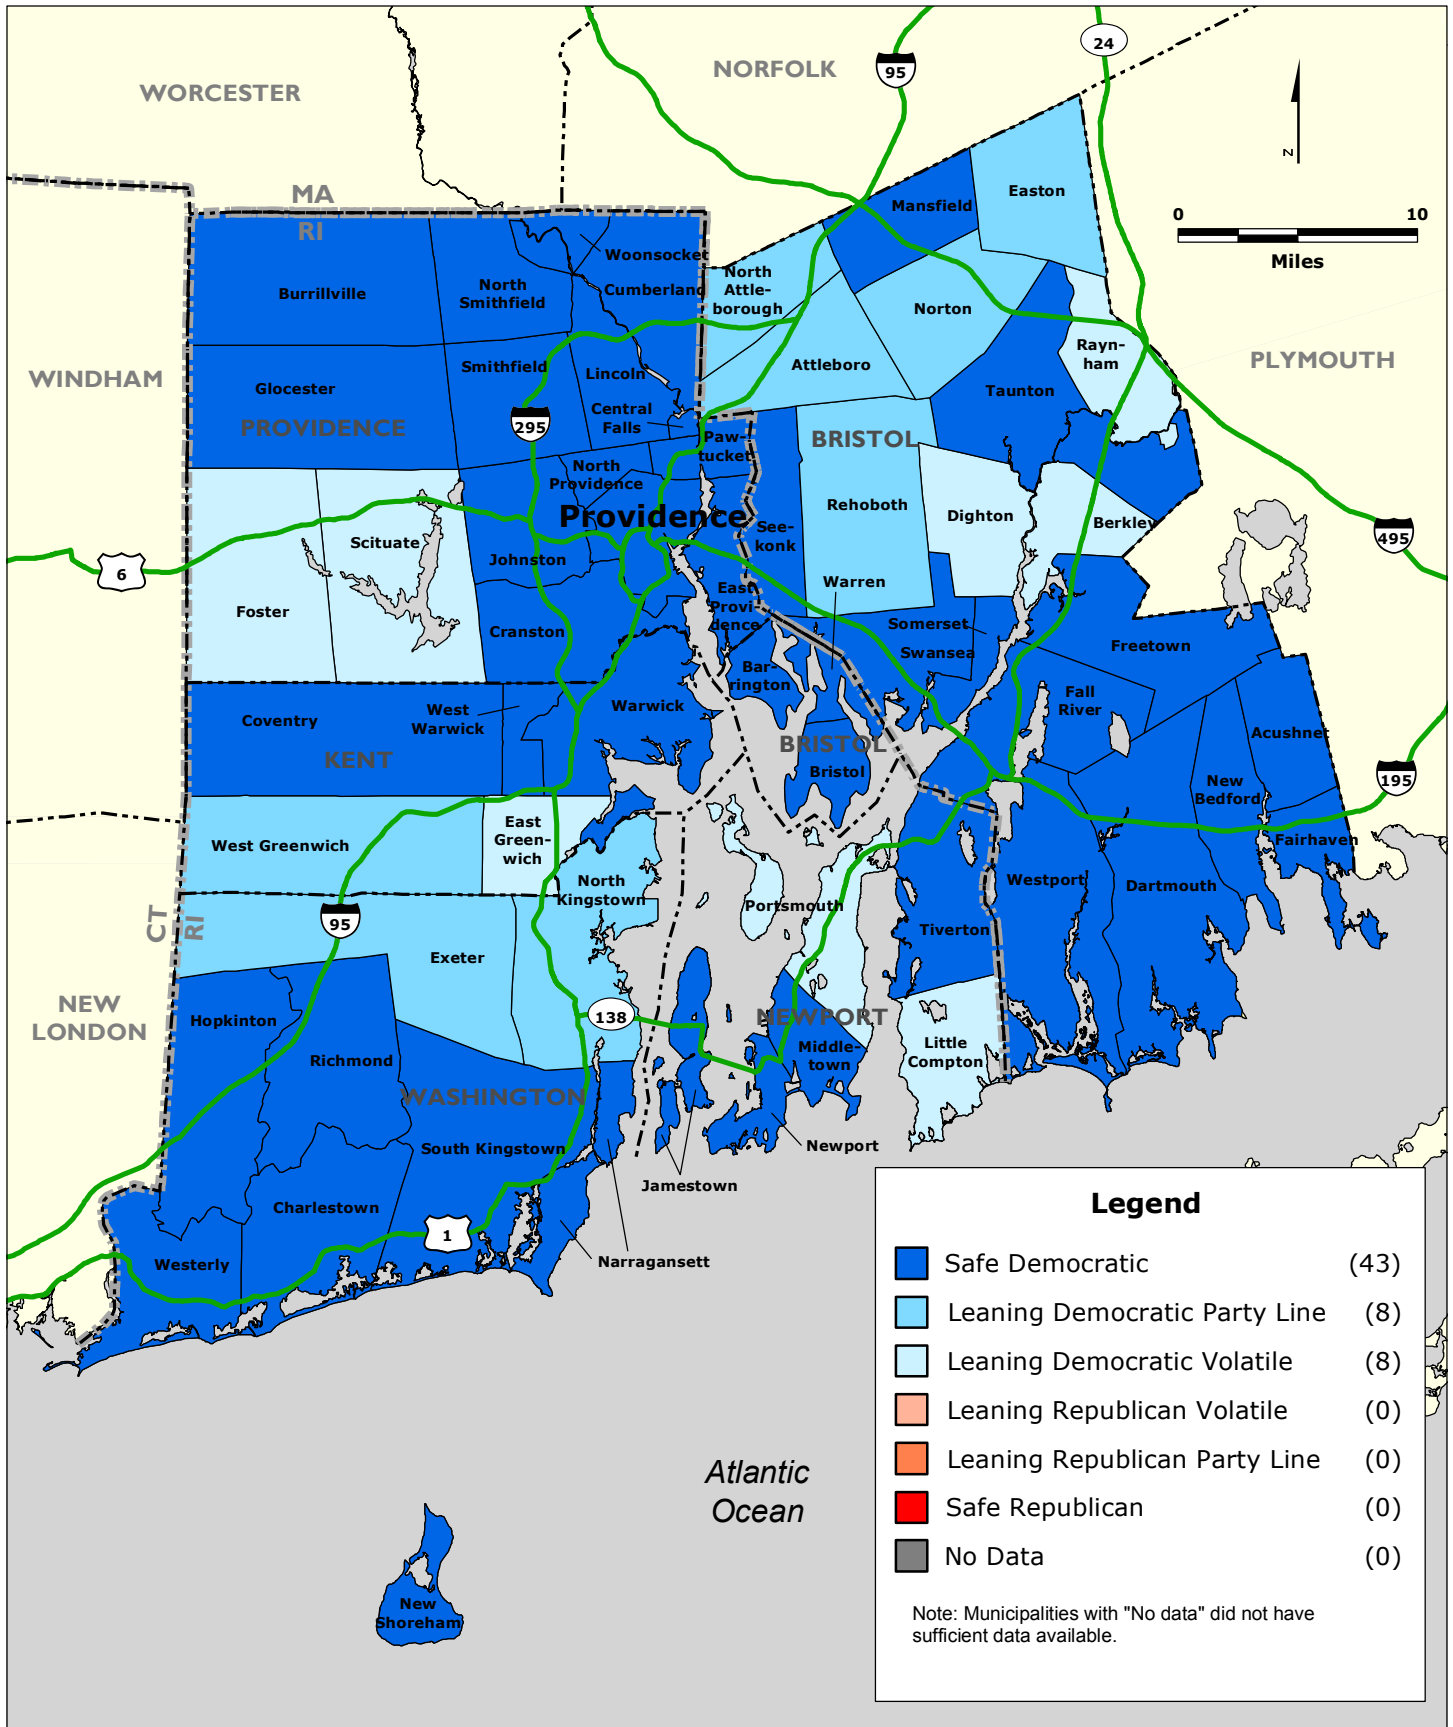 WORCESTER
NORFOLK
95
24
MA
RI
N
0 10
Miles
Easton
Mansfield
Woonsocket
Burrillville
North
Smithfield
Cumberland
North
Attle-
borough
Norton
WINDHAM
Glocester
Smithfield
Lincoln
Attleboro
Rayn-
ham
Taunton
PLYMOUTH
PROVIDENCE
295
Central
Falls
Paw-
tucket
BRISTOL
North
Providence
Providence
See-
konk
Rehoboth
Dighton
Berkley
495
6
Scituate
Johnston
Foster
Cranston
East
Provi-
dence
Warren
Somerset
Swansea
Freetown
Bar-
rington
Coventry
West
Warwick
Warwick
Fall
River
Acushnet
KENT
BRISTOL
Bristol
New
Bedford
195
West Greenwich
East
Green-
wich
Fairhaven
North
Kingstown
Portsmouth
Westport
Dartmouth
CT
RI
95
Exeter
Tiverton
NEW
LONDON
Hopkinton
138
NEWPORT
Richmond
Middle-
town
Little
Compton
WASHINGTON
South Kingstown
Newport
Jamestown
Charlestown
1
Narragansett
Westerly
Atlantic
Ocean
New
Shoreham
Legend
Safe Democratic (43)
Leaning Democratic Party Line (8)
Leaning Democratic Volatile (8)
Leaning Republican Volatile (0)
Leaning Republican Party Line (0)
Safe Republican (0)
No Data (0)
Note: Municipalities with "No data" did not have
sufficient data available.